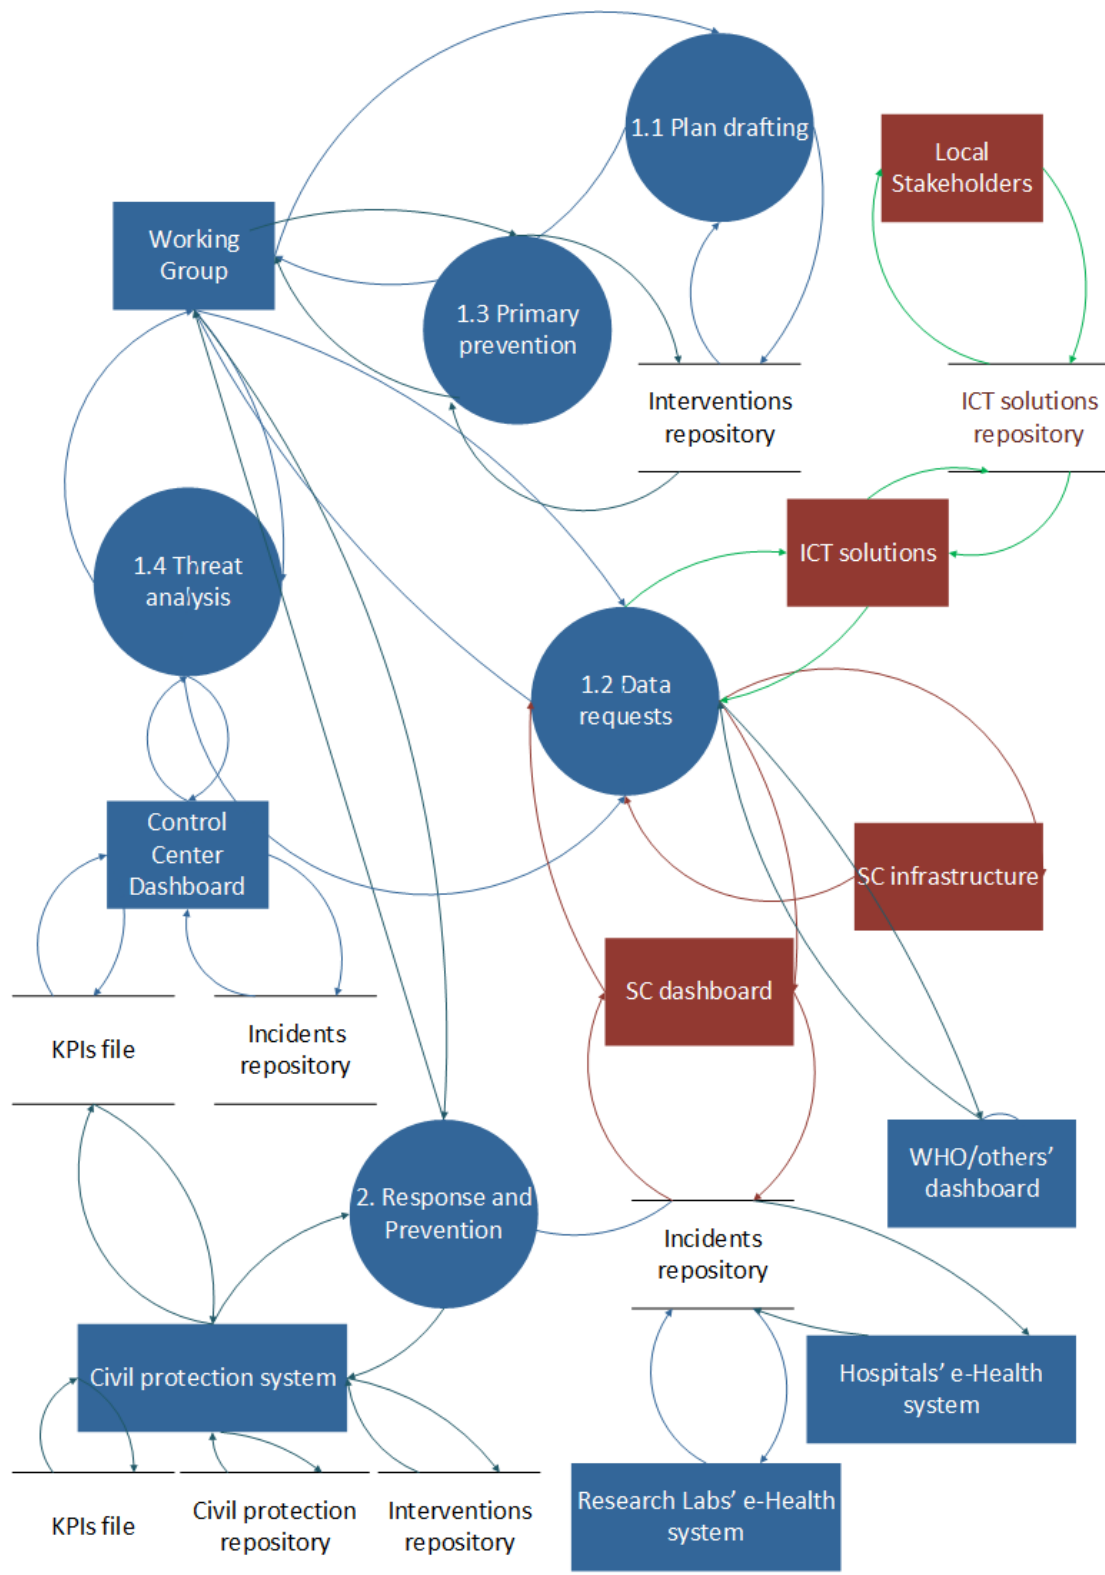 1.1 Plan drafting
Local
Stakeholders
Working
Group
1.3 Primary
prevention
Interventions
repository
ICT solutions
repository
ICT solutions
1.4 Threat
analysis
1.2 Data
requests
Control
Center
Dashboard
SC infrastructure
SC dashboard
KPIs file
Incidents
repository
WHO/others’
dashboard
2. Response and
Prevention
Incidents
repository
Civil protection system
Hospitals’ e-Health
system
Research Labs’ e-Health
system
KPIs file
Civil protection
repository
Interventions
repository